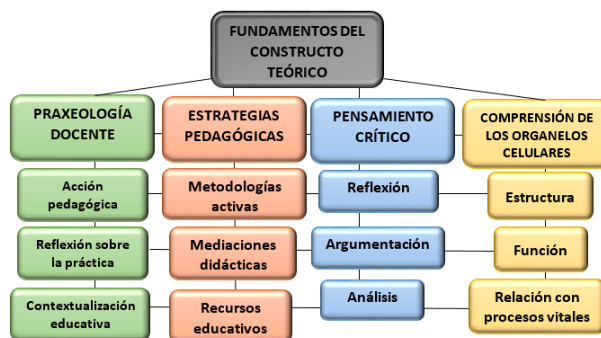 FUNDAMENTOS DEL
CONSTRUCTO
TEÓRICO
PRAXEOLOGÍA
DOCENTE
ESTRATEGIAS
PEDAGÓGICAS
PENSAMIENTO
CRÍTICO
COMPRENSIÓN DE
LOS ORGANELOS
CELULARES
Acción
pedagógica
Metodologías
activas
Reflexión
Estructura
Reflexión sobre
la práctica
Mediaciones
didácticas
Argumentación
Función
Contextualización
educativa
Recursos
educativos
Análisis
Relación con
procesos vitales